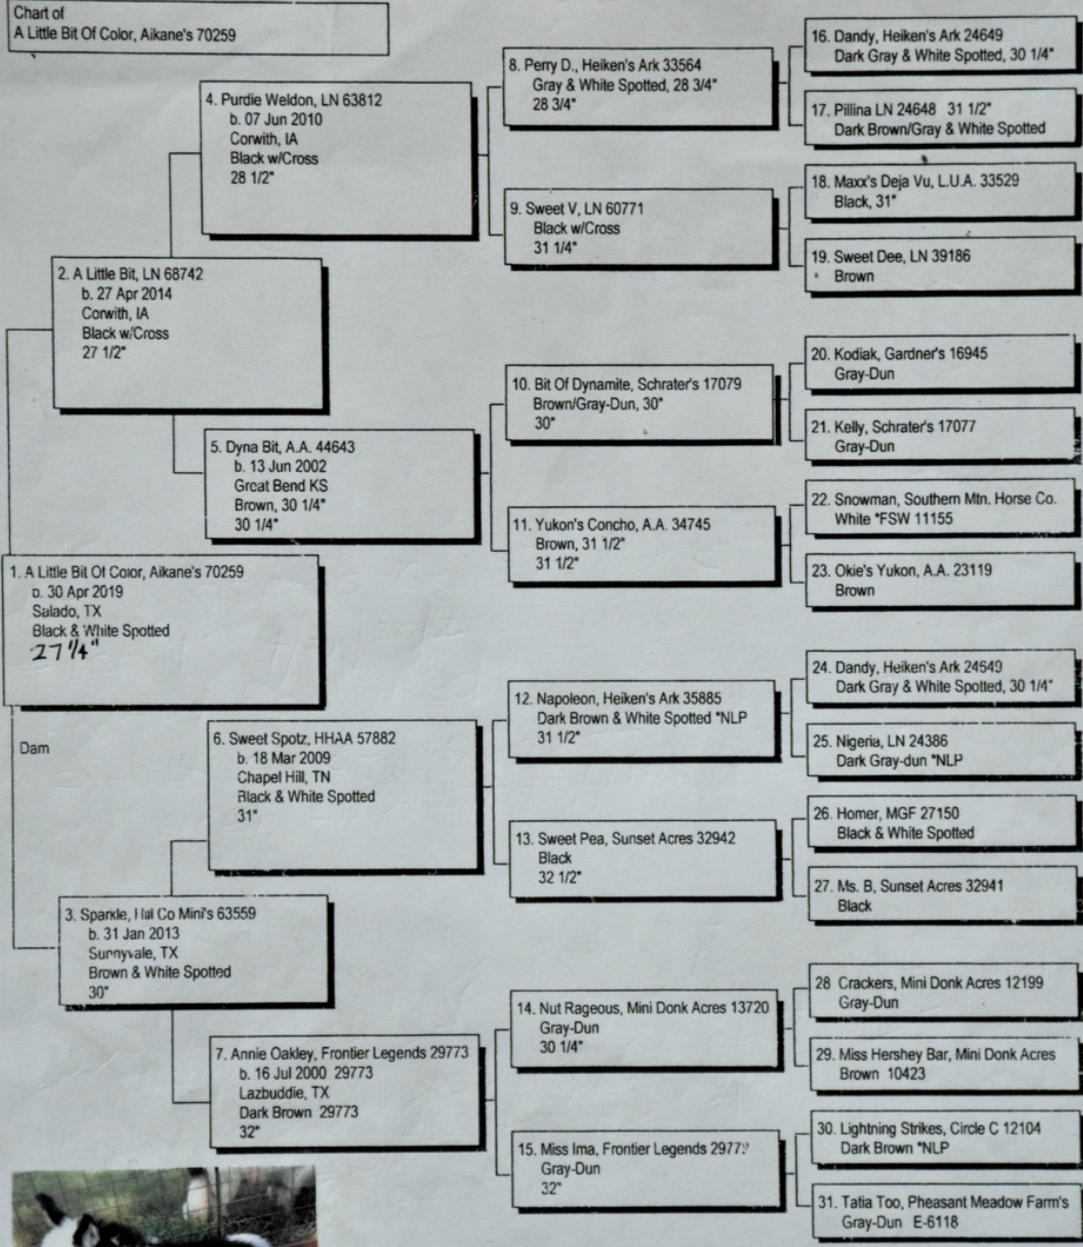 Chart of
A Little Bit Of Color, Aikane's 70259
1. A Little Bit Of Color, Aikane's 70259
b. 30 Apr 2019
Salado, TX
Black & White Spotted
27 1/4"
2. A Little Bit, LN 68742
b. 27 Apr 2014
Corwith, IA
Black w/Cross
27 1/2"
Dam
3. Sparkle, Co Mini's 63559
b. 31 Jan 2013
Sunnyvale, TX
Brown & White Spotted
30"
4. Purdie Weldon, LN 63812
b. 07 Jun 2010
Corwith, IA
Black w/Cross
28 1/2"
5. Dyna Bit, A.A. 44643
b. 13 Jun 2002
Great Bend KS
Brown, 30 1/4"
30 1/4"
6. Sweet Spotz, HHAA 57882
b. 18 Mar 2009
Chapel Hill, TN
Black & White Spotted
31"
7. Annie Oakley, Frontier Legends 29773
b. 16 Jul 2000 29773
Lazbuddie, TX
Dark Brown 29773
32"
8. Perry D., Heiken's Ark 33564
Gray & White Spotted, 28 3/4"
28 3/4"
9. Sweet V, LN 60771
Black w/Cross
31 1/4"
10. Bit Of Dynamite, Schrater's 17079
Brown/Gray-Dun, 30"
30"
11. Yukon's Concho, A.A. 34745
Brown, 31 1/2"
31 1/2"
12. Napoleon, Heiken's Ark 35885
Dark Brown & White Spotted *NLP
31 1/2"
13. Sweet Pea, Sunset Acres 32942
Black
32 1/2"
14. Nut Rageous, Mini Donk Acres 13720
Gray-Dun
30 1/4"
15. Miss Ima, Frontier Legends
Gray-Dun
32"
16. Dandy, Heiken's Ark 24649
Dark Gray & White Spotted, 30 1/4"
17. Pillina LN 24648 31 1/2"
Dark Brown/Gray & White Spotted
18. Maxx's Deja Vu, L.U.A. 33529
Black, 31"
19. Sweet Dee, LN 39186
Brown
20. Kodiak, Gardner's 16945
Gray-Dun
21. Kelly, Schrater's 17077
Gray-Dun
22. Snowman, Southern Mtn. Horse Co.
White *FSW 11155
23. Okie's Yukon, A.A. 23119
Brown
24. Dandy, Heiken's Ark 24649
Dark Gray & White Spotted, 30 1/4"
25. Nigeria, LN 24386
Dark Gray-dun *NLP
26. Homer, MGF 27150
Black & White Spotted
27. Ms. B, Sunset Acres 32941
Black
28 Crackers, Mini Donk Acres 12199
Gray-Dun
29. Miss Hershey Bar, Mini Donk Acres
Brown 10423
30. Lightning Strikes, Circle C 12104
Dark Brown *NLP
31. Tatia Too, Pheasant Meadow Farm's
Gray-Dun E-6118